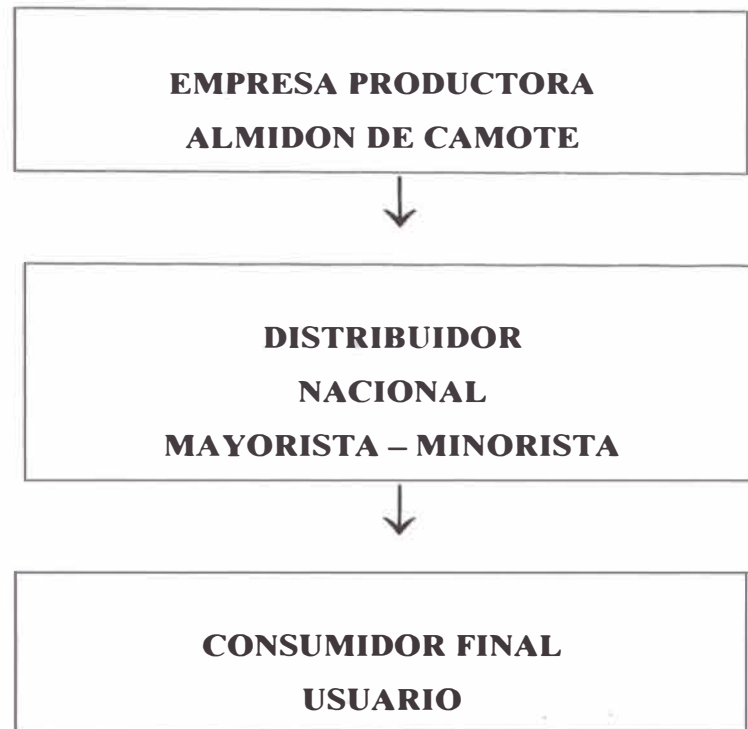 EMPRESA PRODUCTORA
ALMIDON DE CAMOTE
DISTRIBUIDOR
NACIONAL
MAYORISTA – MINORISTA
CONSUMIDOR FINAL
USUARIO